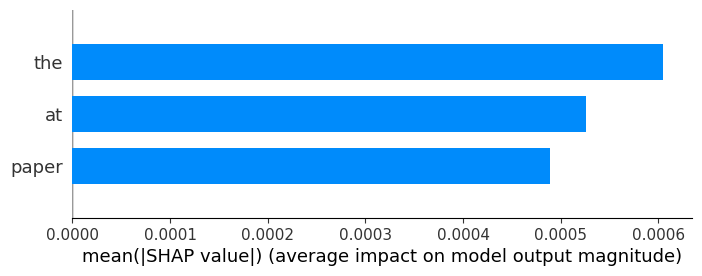 the
at
paper
0.0000 0.0001 0.0002 0.0003 0.0004 0.0005 0.0006
mean(|SHAP value|) (average impact on model output magnitude)